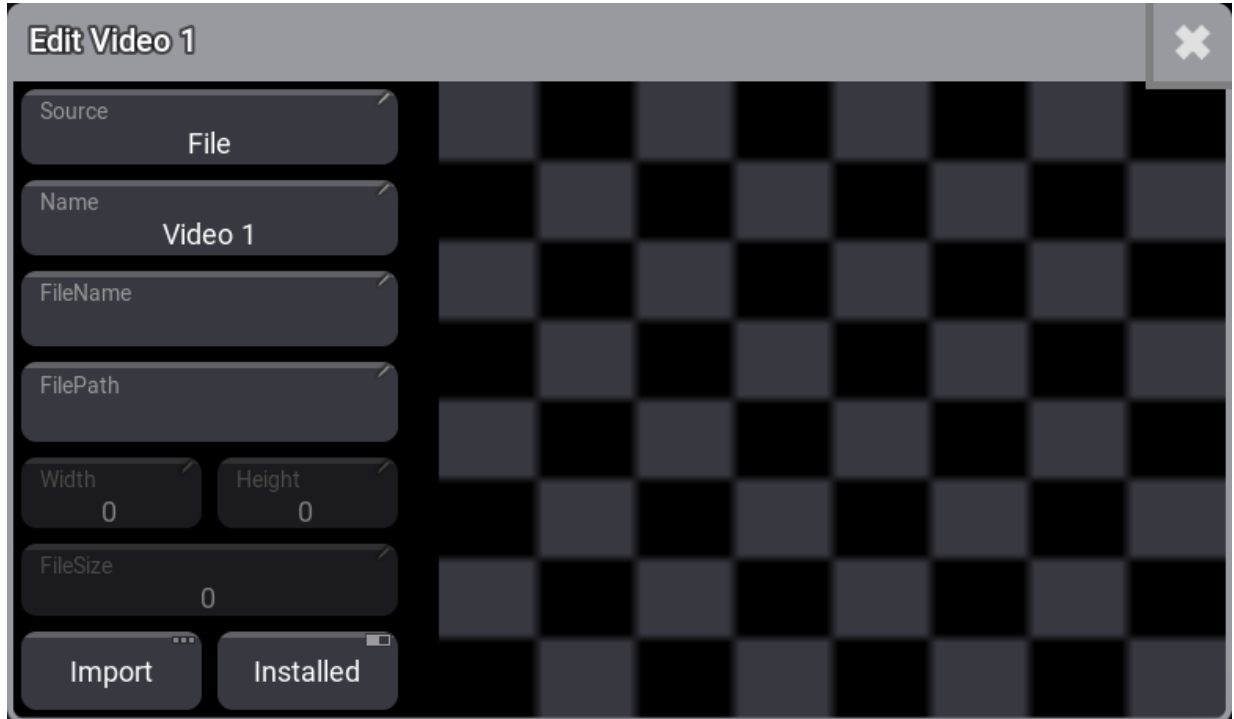 Edit Video 1
Source
File
Name
Video 1
FileName
FilePath
Width
0
Height
0
FileSize
0
Import
Installed